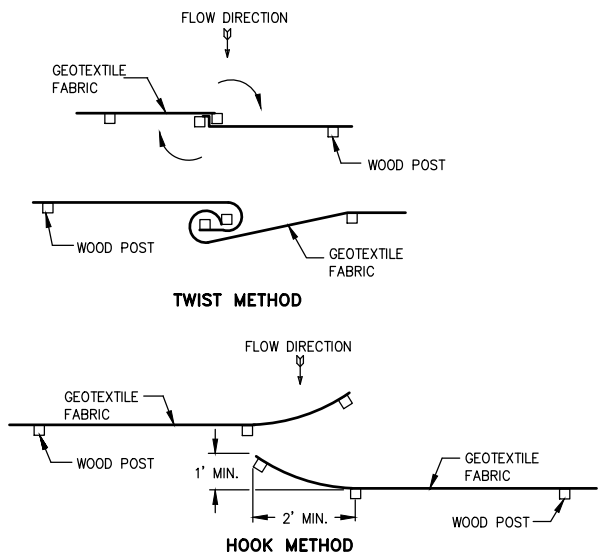 FLOW DIRECTION
GEOTEXTILE
FABRIC
WOOD POST
WOOD POST
GEOTEXTILE
FABRIC
TWIST METHOD
FLOW DIRECTION
GEOTEXTILE
FABRIC
WOOD POST
1' MIN.
GEOTEXTILE
FABRIC
2' MIN.
WOOD POST
HOOK METHOD